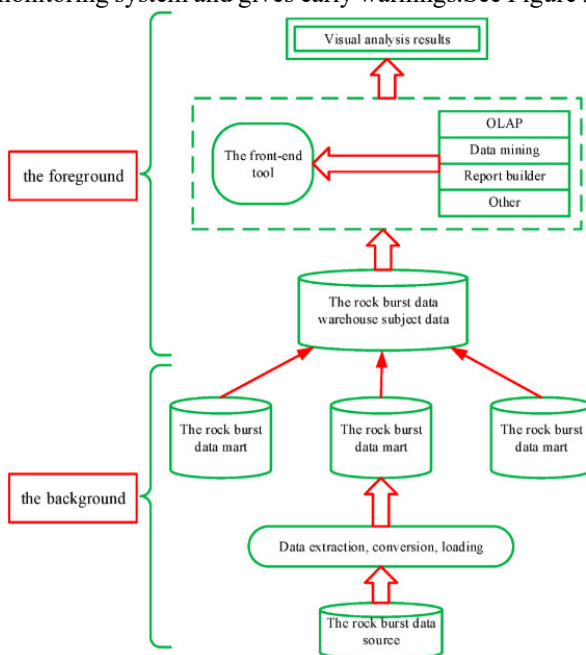 monitoring system and gives early warnings.See Figure
Visual analysis results
OLAP
Data mining
Report builder
Other
The front-end
tool
the foreground
The rock burst data
warehouse subject data
The rock burst
data mart
The rock burst
data mart
The rock burst
data mart
the background
Data extraction, conversion, loading
The rock burst data
source